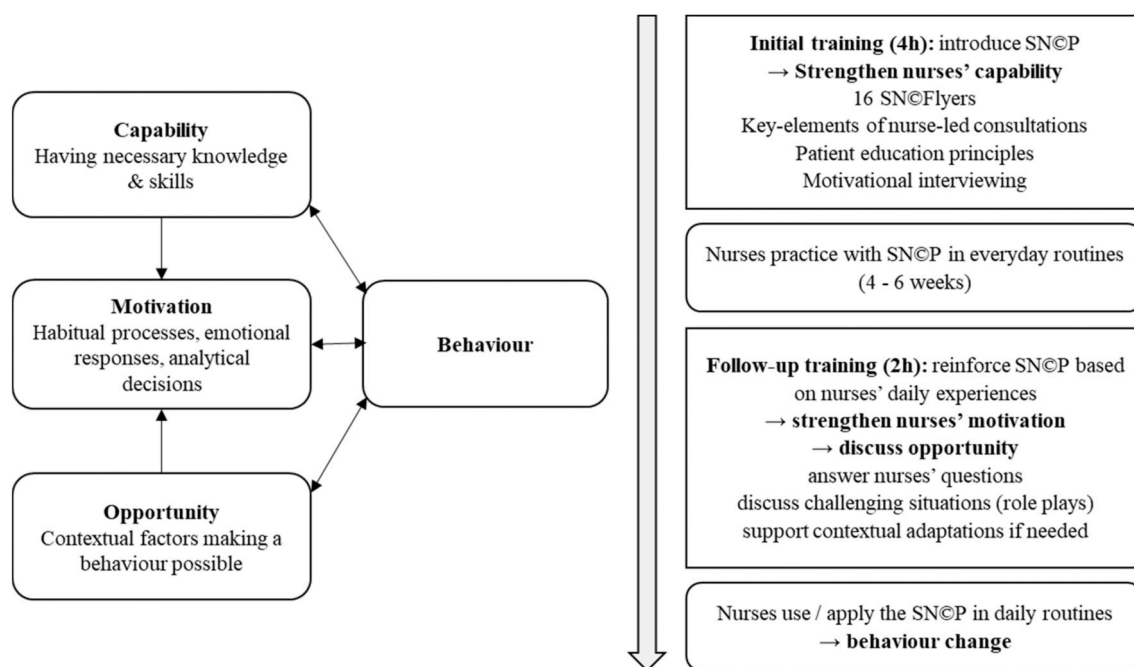 Capability
Having necessary knowledge
& skills
Motivation
Habitual processes, emotional
responses, analytical
decisions
Opportunity
Contextual factors making a
behaviour possible
Behaviour
Initial training (4h): introduce SN©P
→ Strengthen nurses’ capability
16 SN©Flyers
Key-elements of nurse-led consultations
Patient education principles
Motivational interviewing
Nurses practice with SN©P in everyday routines
(4 - 6 weeks)
Follow-up training (2h): reinforce SN©P based
on nurses’ daily experiences
→ strengthen nurses’ motivation
→ discuss opportunity
answer nurses’ questions
discuss challenging situations (role plays)
support contextual adaptations if needed
Nurses use / apply the SN©P in daily routines
→ behaviour change